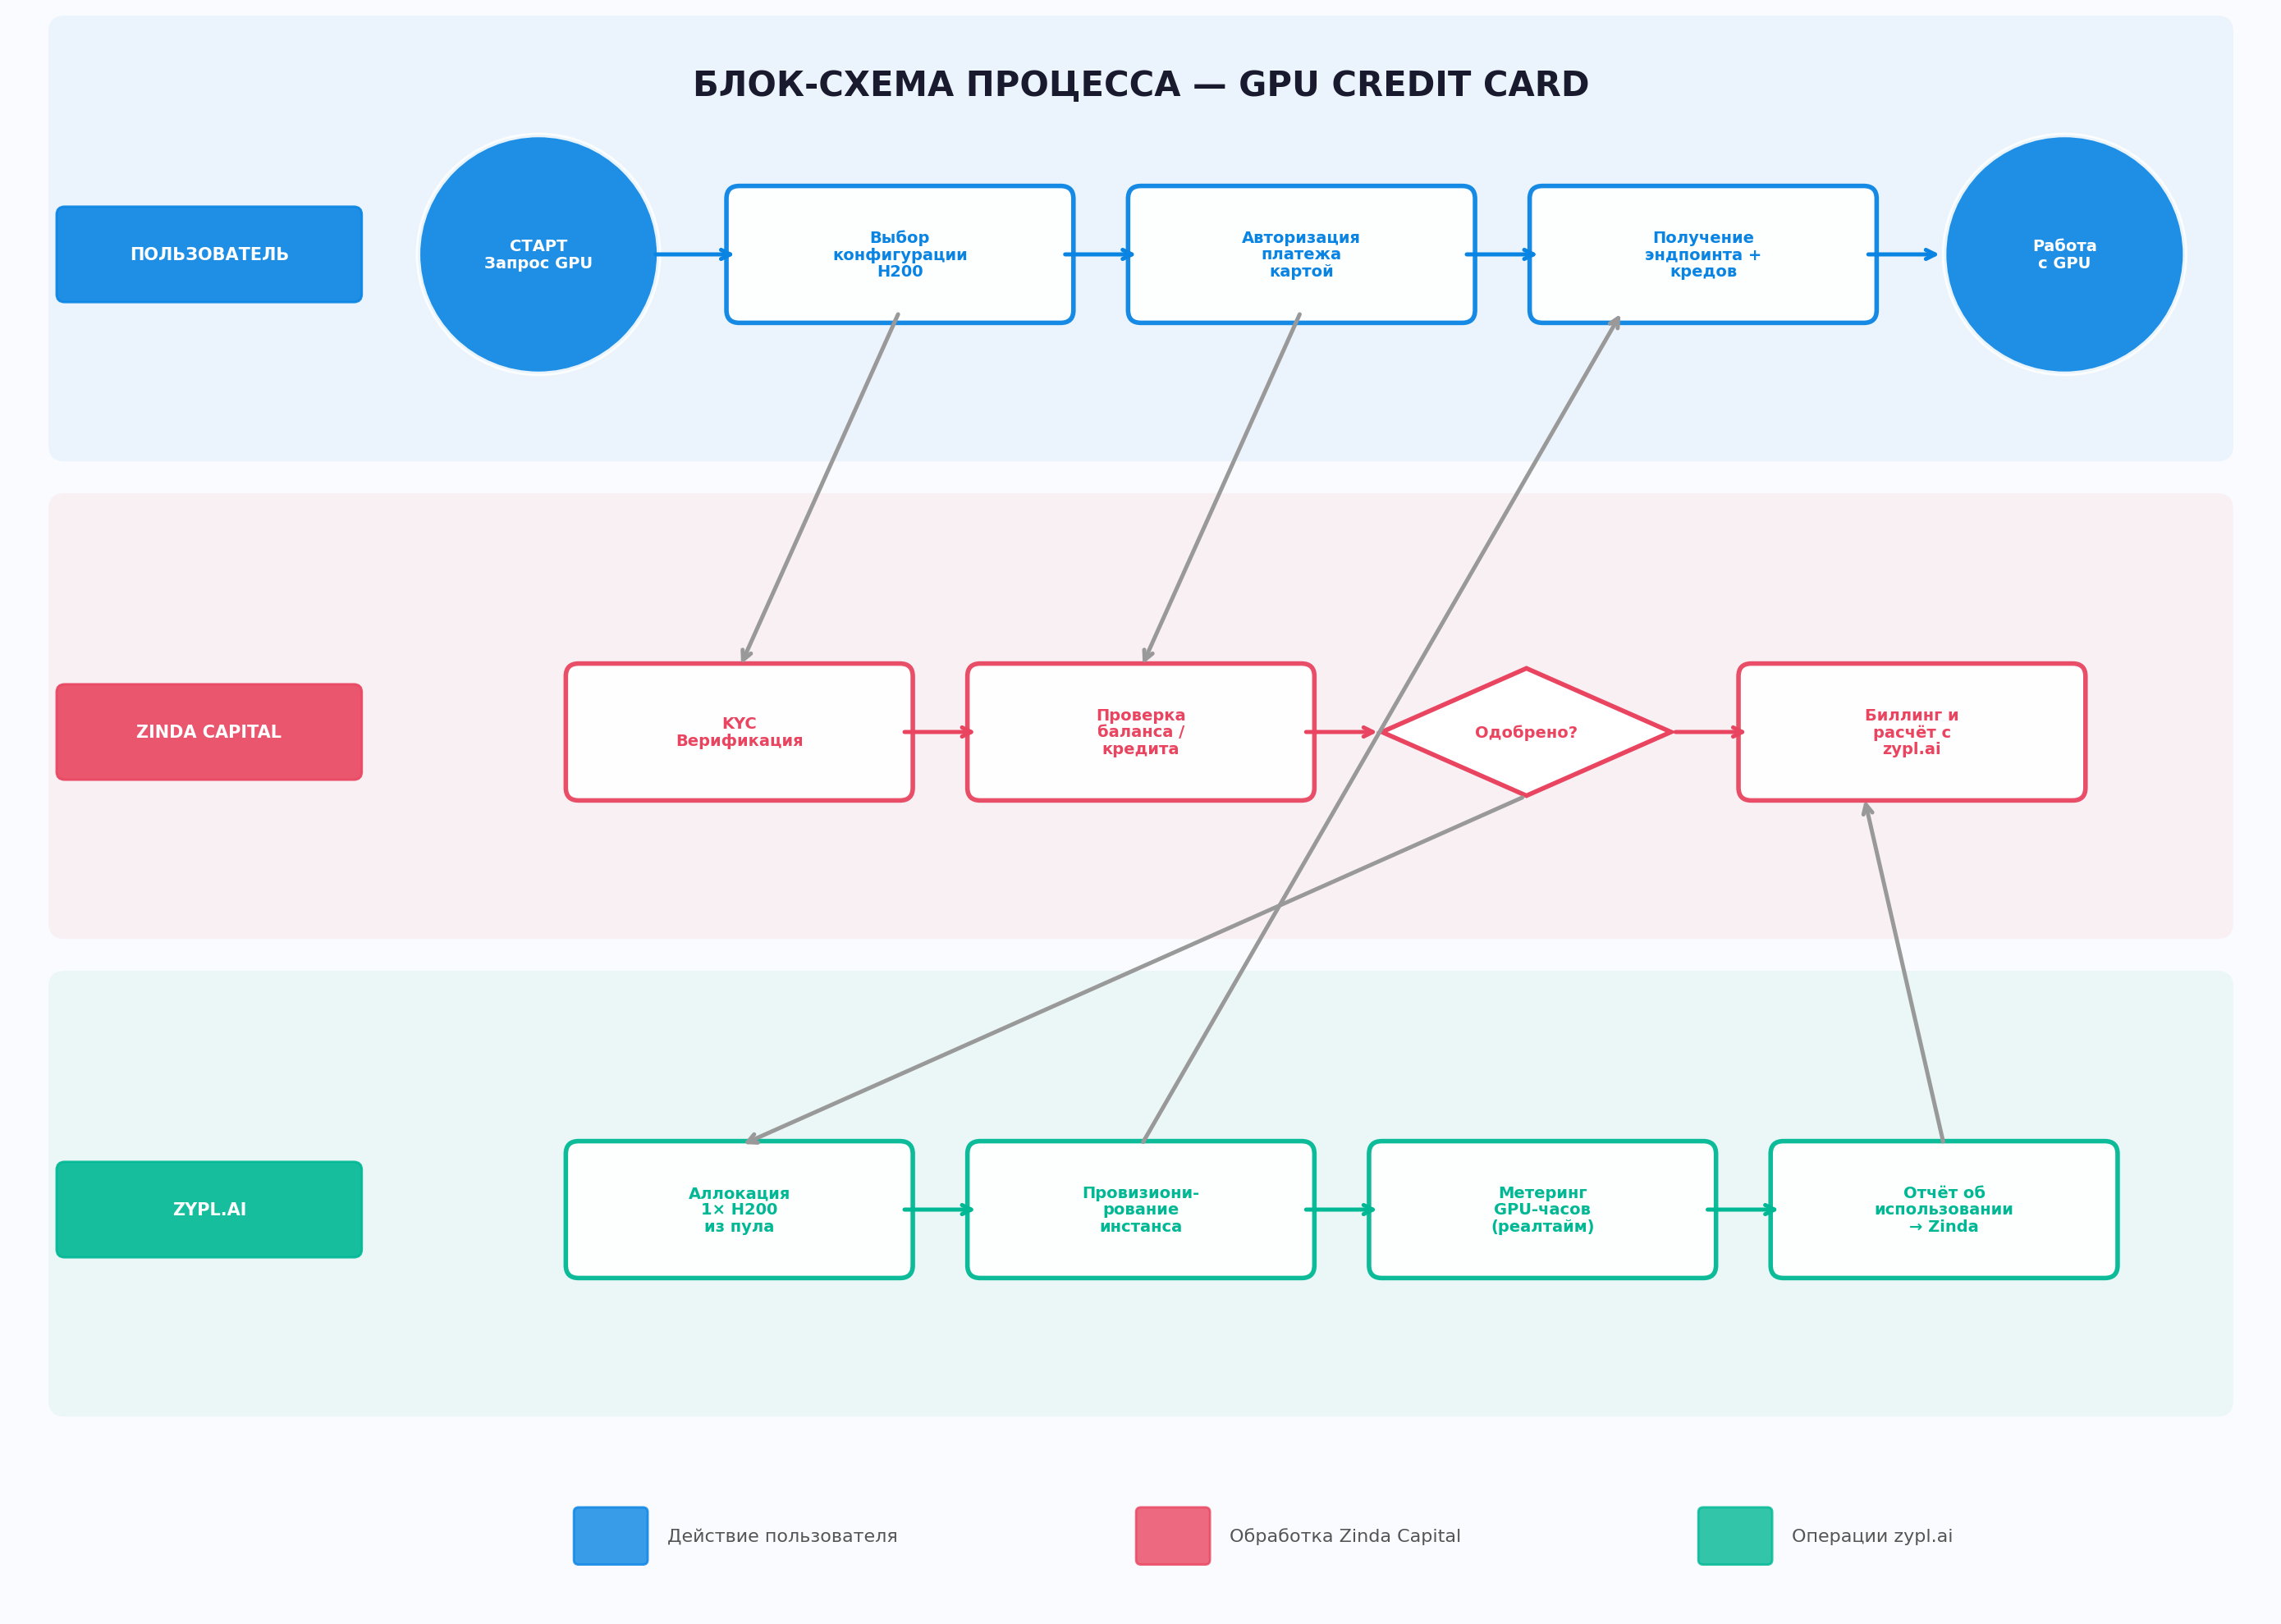 БЛОК-СХЕМА ПРОЦЕССА — GPU CREDIT CARD
ПОЛЬЗОВАТЕЛЬ
СТАРТ
Запрос GPU
Выбор
конфигурации
H200
Авторизация
платежа
картой
Получение
эндпоинта +
кредов
Работа
с GPU
ZINDA CAPITAL
KYC
Верификация
Проверка
баланса /
кредита
Одобрено?
Биллинг и
расчёт с
zypl.ai
ZYPL.AI
Аллокация
1× H200
из пула
Провизиони-
рование
инстанса
Метеринг
GPU-часов
(реалтайм)
Отчёт об
использовании
→ Zinda
Действие пользователя
Обработка Zinda Capital
Операции zypl.ai